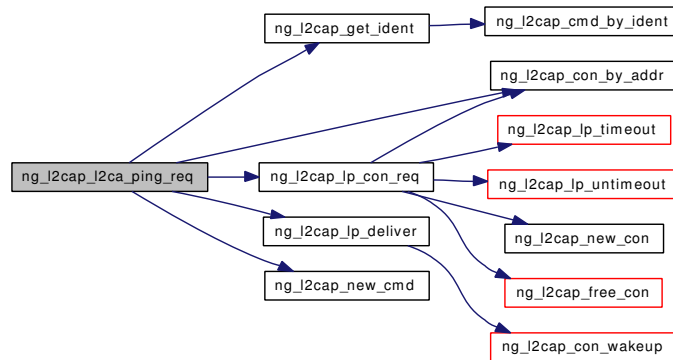 ng_l2cap_get_ident
ng_l2cap_cmd_by_ident
ng_l2cap_con_by_addr
ng_l2cap_lp_timeout
ng_l2cap_l2ca_ping_req
ng_l2cap_lp_con_req
ng_l2cap_lp_untimeout
ng_l2cap_lp_deliver
ng_l2cap_new_con
ng_l2cap_new_cmd
ng_l2cap_free_con
ng_l2cap_con_wakeup